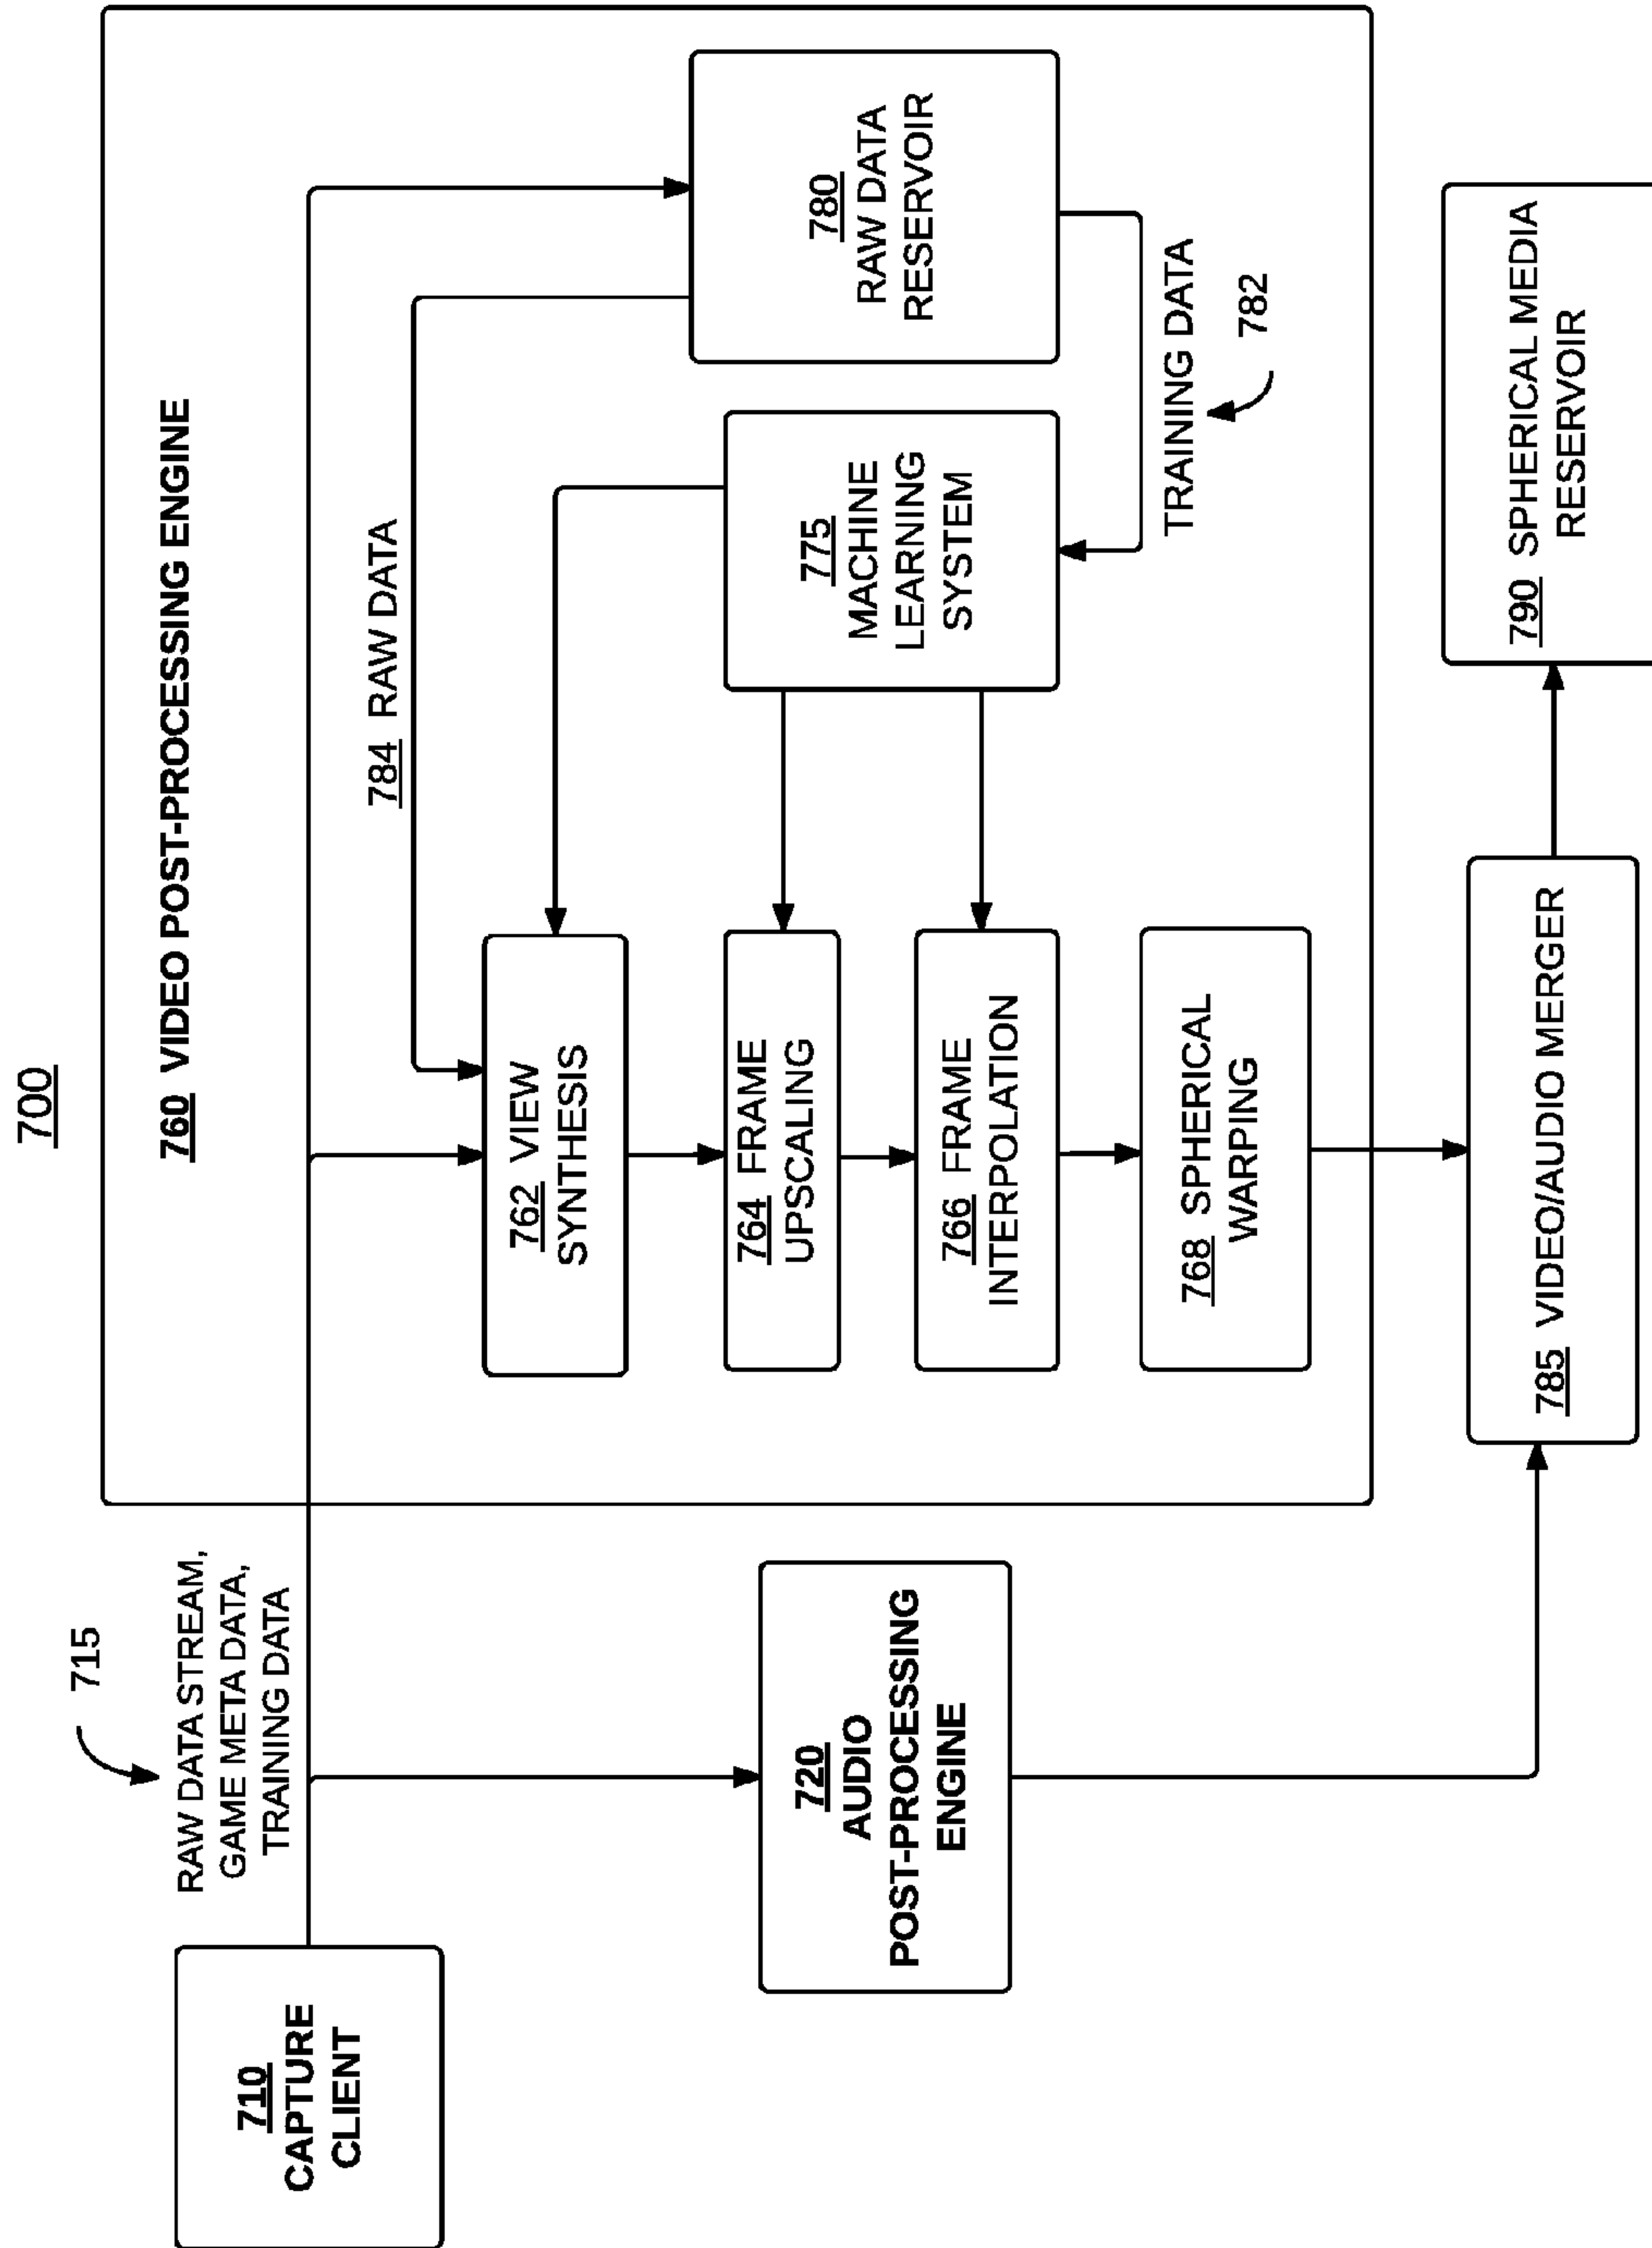 700
715
RAW DATA STREAM,
GAME META DATA,
TRAINING DATA
710
CAPTURE
CLIENT
720
AUDIO
POST-PROCESSING
ENGINE
760 VIDEO POST-PROCESSING ENGINE
784 RAW DATA
762 VIEW
SYNTHESIS
764 FRAME
UPSCALING
766 FRAME
INTERPOLATION
768 SPHERICAL
WARPING
775
MACHINE
LEARNING
SYSTEM
780
RAW DATA
RESERVOIR
TRAINING DATA
782
785 VIDEO/AUDIO MERGER
790 SPHERICAL MEDIA
RESERVOIR